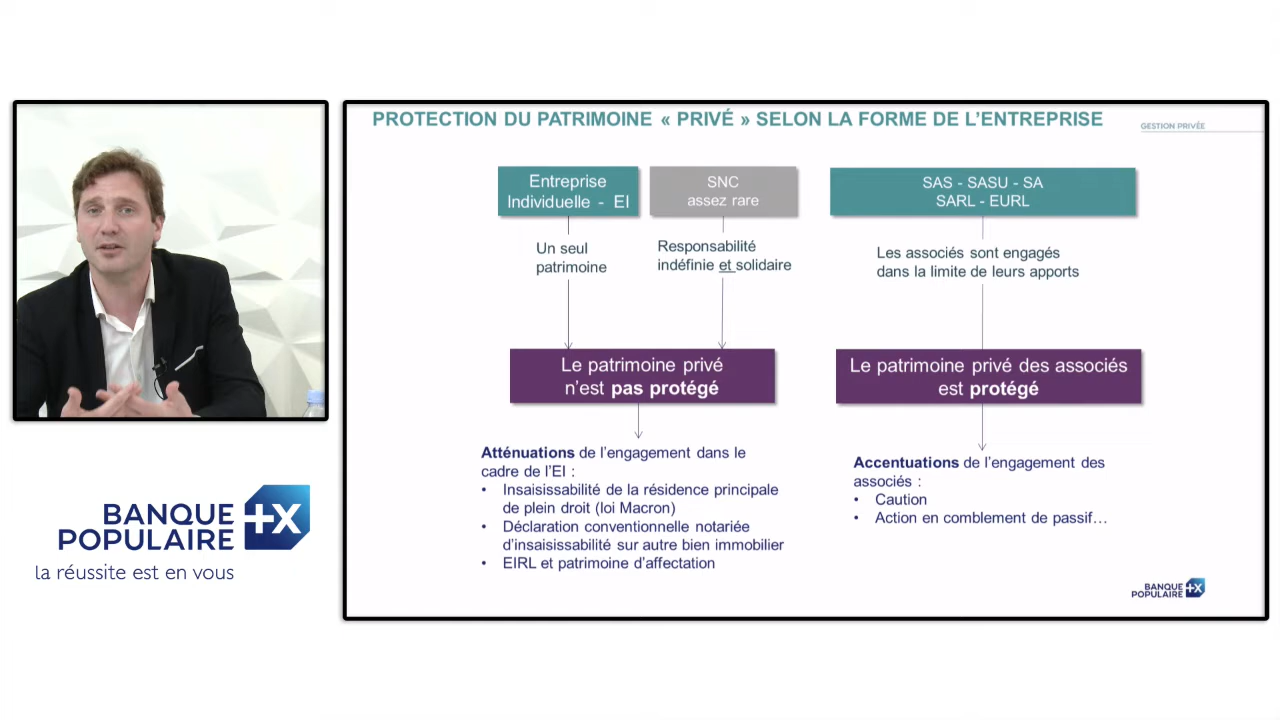 PROTECTION DU PATRIMOINE « PRIVÉ » SELON LA FORME DE L'ENTREPRISE
GESTION PRIVÉE
Entreprise
Individuelle - EI
SNC
assez rare
SAS - SASU - SA
SARL - EURL
Un seul
patrimoine
Responsabilité
indéfinie et solidaire
Les associés sont engagés
dans la limite de leurs apports
Le patrimoine privé
n'est pas protégé
Le patrimoine privé des associés
est protégé
Atténuations de l'engagement dans le
cadre de l'EI :
• Insaisissabilité de la résidence principale
de plein droit (loi Macron)
• Déclaration conventionnelle notariée
d'insaisissabilité sur autre bien immobilier
• EIRL et patrimoine d'affectation
Accentuations de l'engagement des
associés :
• Caution
• Action en comblement de passif…
BANQUE
POPULAIRE
+X
BANQUE
POPULAIRE
+X
la réussite est en vous